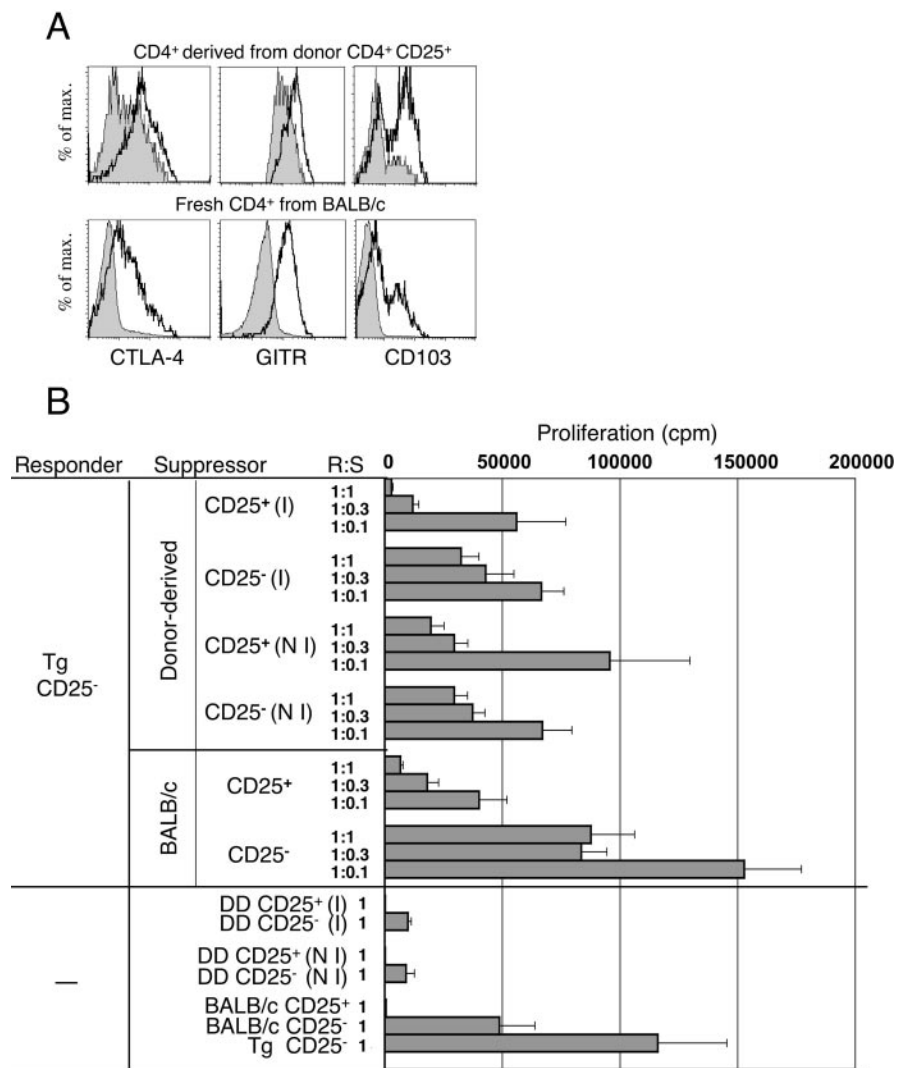 A
CD4⁺ derived from donor CD4⁺ CD25⁺
% of max.
Fresh CD4⁺ from BALB/c
% of max.
CTLA-4 GITR CD103
B
Proliferation (cpm)
Responder Suppressor R:S 0 50000 100000 150000 200000
Tg
CD25⁻
Donor-derived
CD25⁺ (I)
1:1
1:0.3
1:0.1
CD25⁻ (I)
1:1
1:0.3
1:0.1
CD25⁺ (N I)
1:1
1:0.3
1:0.1
CD25⁻ (N I)
1:1
1:0.3
1:0.1
BALB/c
CD25⁺
1:1
1:0.3
1:0.1
CD25⁻
1:1
1:0.3
1:0.1
—
DD CD25⁺ (I) 1
DD CD25⁻ (I) 1
DD CD25⁺ (N I) 1
DD CD25⁻ (N I) 1
BALB/c CD25⁺ 1
BALB/c CD25⁻ 1
Tg CD25⁻ 1